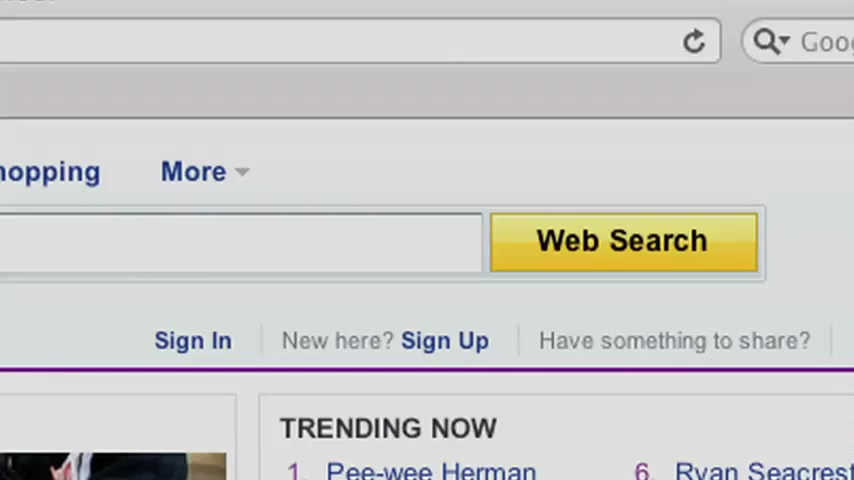 Goog
hopping More
Web Search
Sign In New here? Sign Up Have something to share?
TRENDING NOW
1. Pee-wee Herman 6. Ryan Seacrest